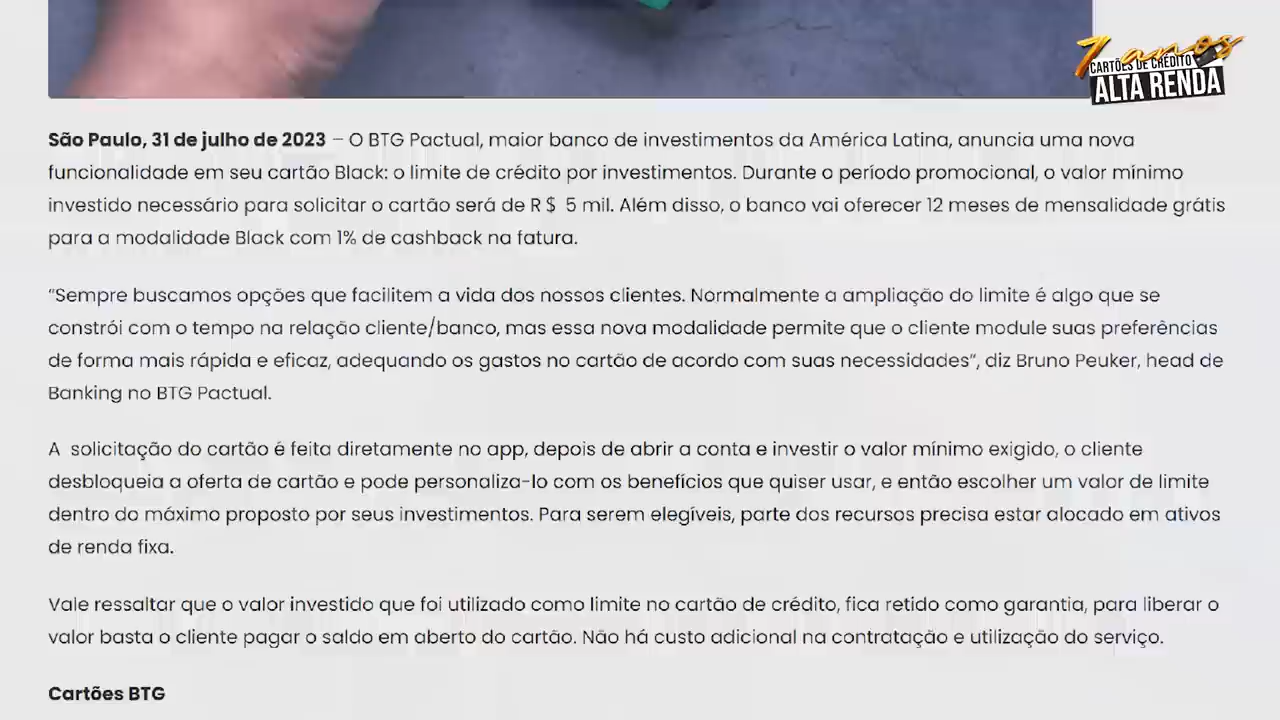 7 anos
CARTÕES DE CRÉDITO
ALTA RENDA
São Paulo, 31 de julho de 2023 – O BTG Pactual, maior banco de investimentos da América Latina, anuncia uma nova
funcionalidade em seu cartão Black: o limite de crédito por investimentos. Durante o período promocional, o valor mínimo
investido necessário para solicitar o cartão será de R$ 5 mil. Além disso, o banco vai oferecer 12 meses de mensalidade grátis
para a modalidade Black com 1% de cashback na fatura.
“Sempre buscamos opções que facilitem a vida dos nossos clientes. Normalmente a ampliação do limite é algo que se
constrói com o tempo na relação cliente/banco, mas essa nova modalidade permite que o cliente module suas preferências
de forma mais rápida e eficaz, adequando os gastos no cartão de acordo com suas necessidades”, diz Bruno Peuker, head de
Banking no BTG Pactual.
A solicitação do cartão é feita diretamente no app, depois de abrir a conta e investir o valor mínimo exigido, o cliente
desbloqueia a oferta de cartão e pode personaliza-lo com os benefícios que quiser usar, e então escolher um valor de limite
dentro do máximo proposto por seus investimentos. Para serem elegíveis, parte dos recursos precisa estar alocado em ativos
de renda fixa.
Vale ressaltar que o valor investido que foi utilizado como limite no cartão de crédito, fica retido como garantia, para liberar o
valor basta o cliente pagar o saldo em aberto do cartão. Não há custo adicional na contratação e utilização do serviço.
Cartões BTG